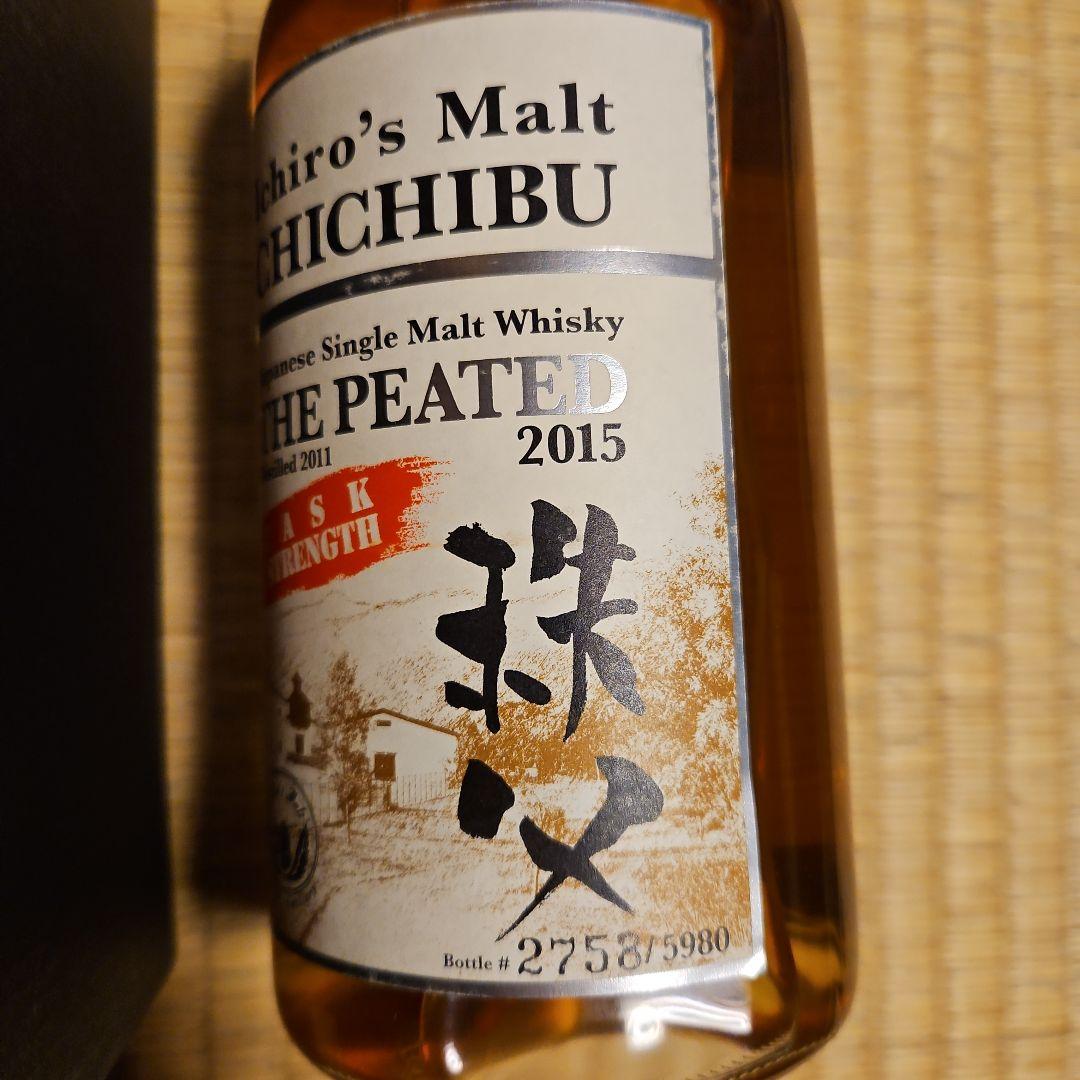 Ichiro's Malt
CHICHIBU
Japanese Single Malt Whisky
THE PEATED
Distilled 2011
2015
CASK
STRENGTH
秩父
Bottle # 2758/5980